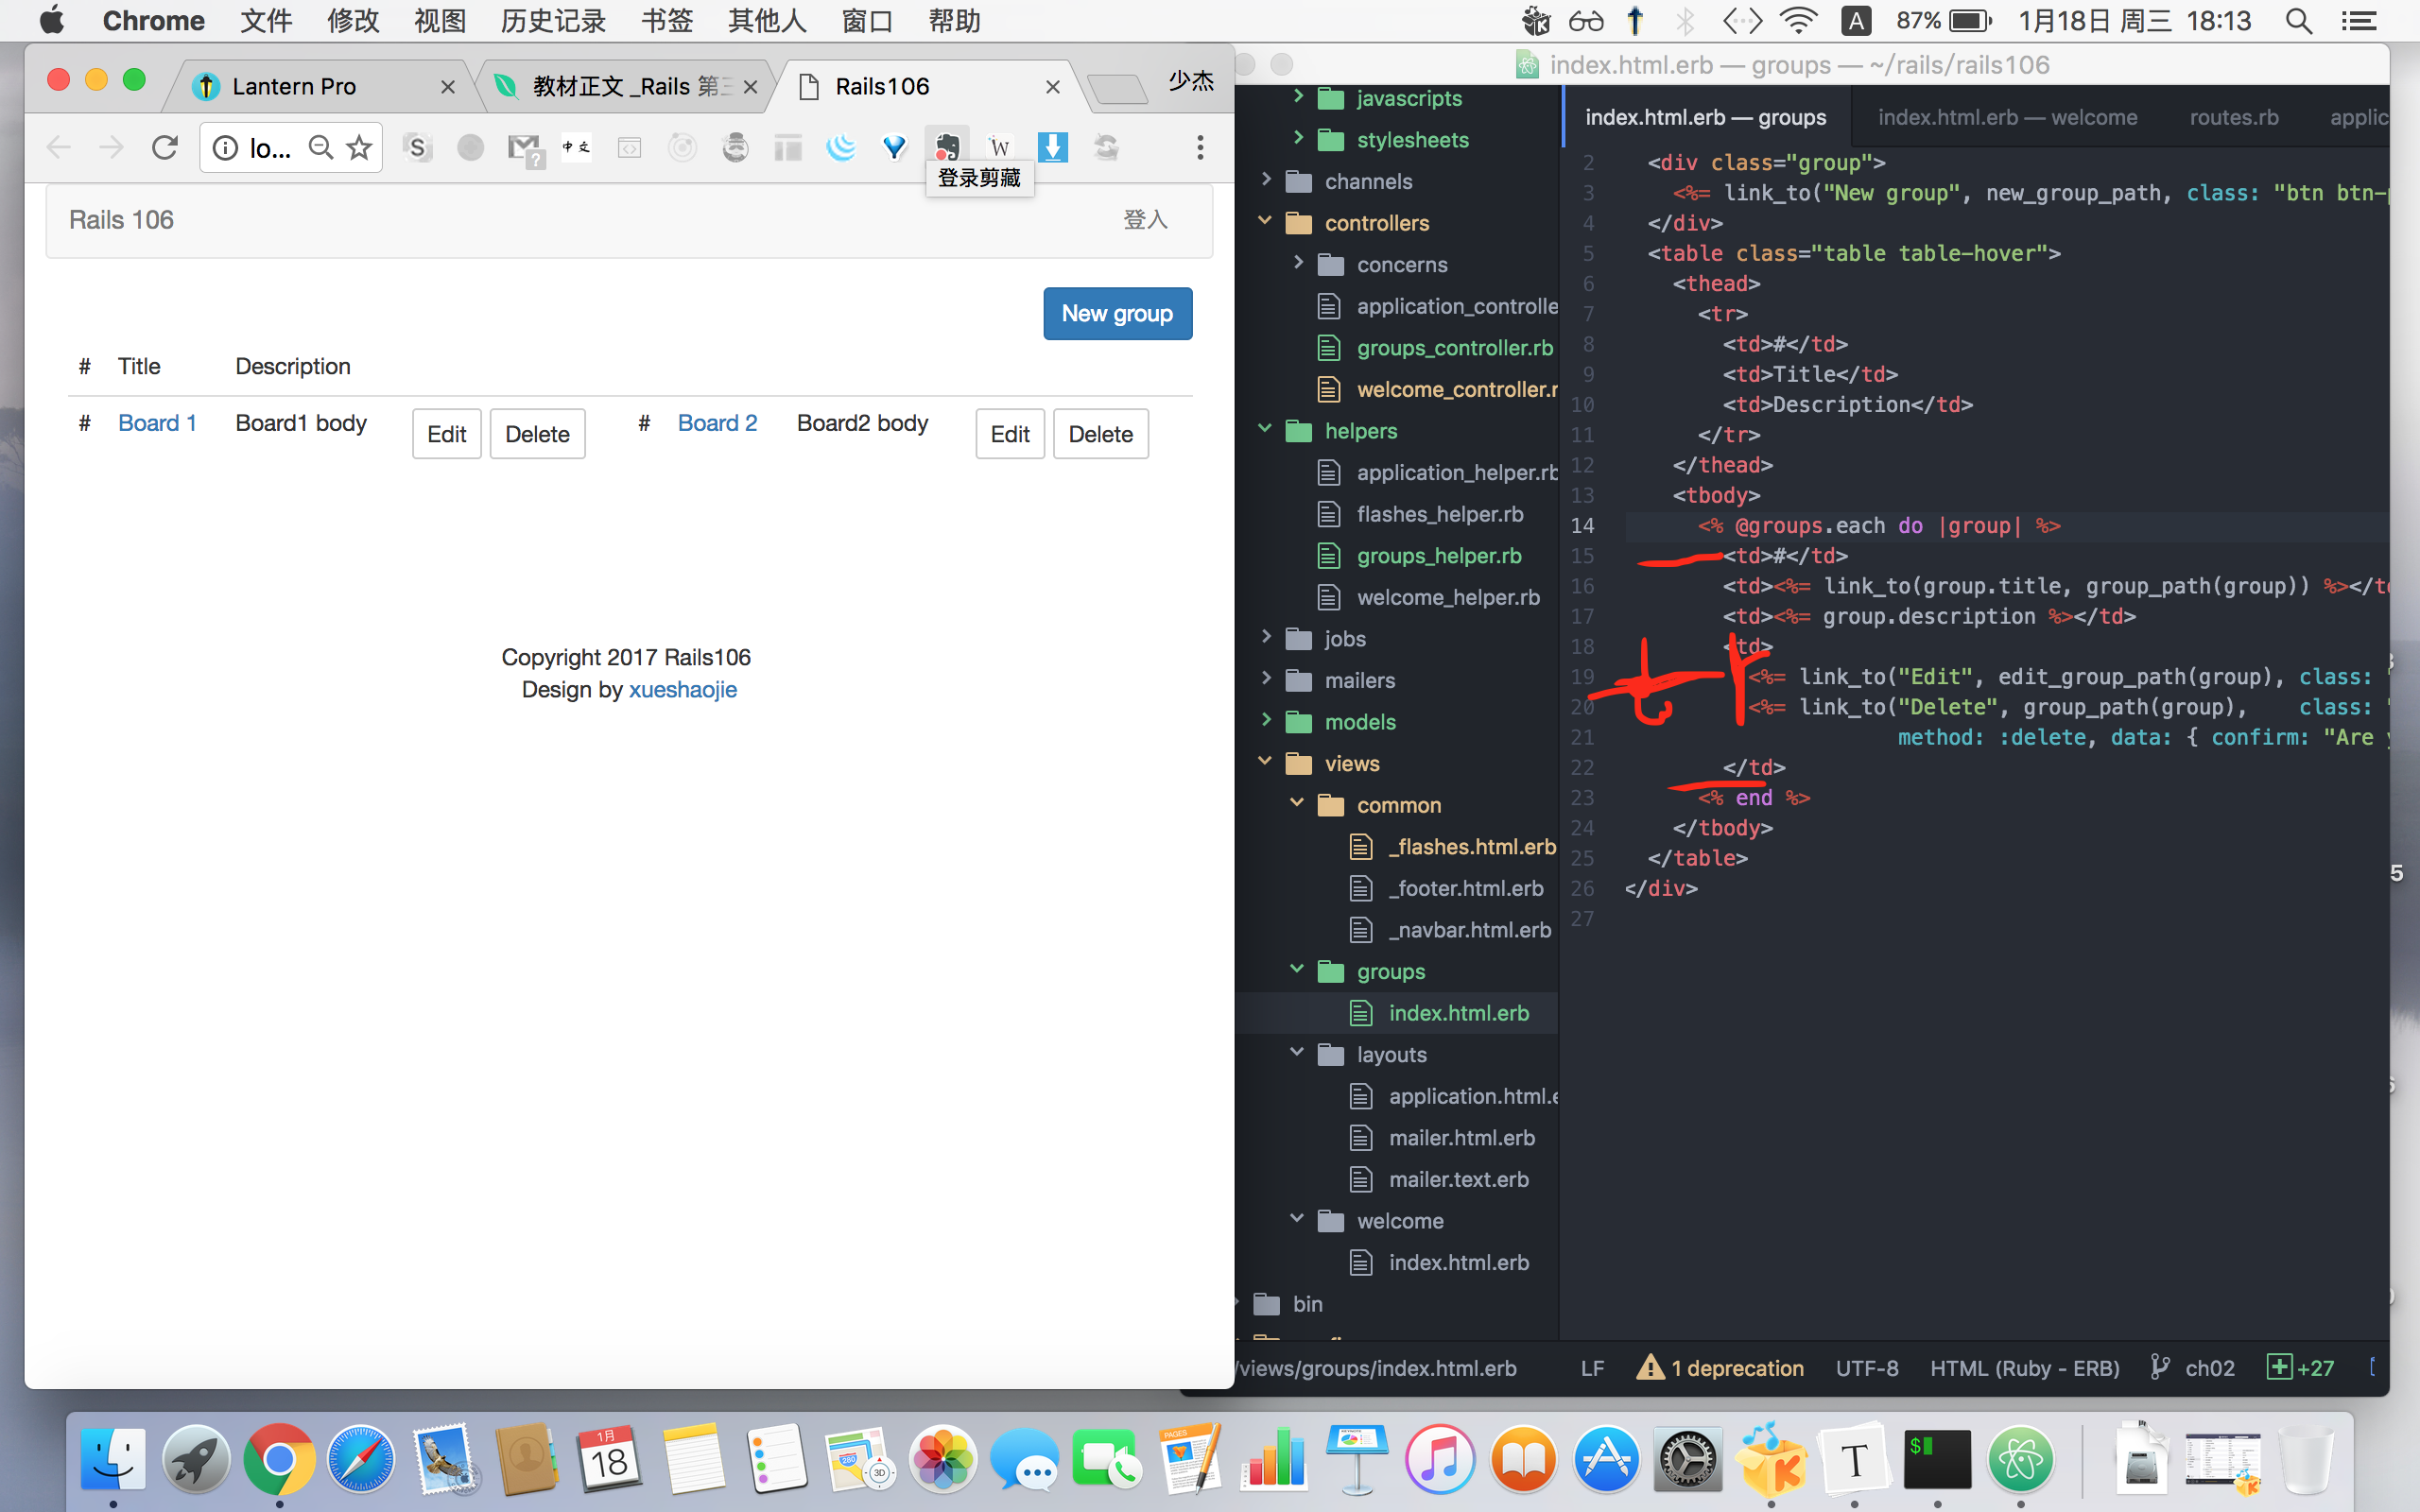 Chrome 文件 修改 视图 历史记录 书签 其他人 窗口 帮助 A 87% 1月18日 周三 18:13
Lantern Pro
教材正文 _Rails 第三
Rails106
少杰
lo...
登录剪藏
Rails 106
登入
New group
# Title Description
# Board 1 Board1 body Edit Delete # Board 2 Board2 body Edit Delete
Copyright 2017 Rails106
Design by xueshaojie
index.html.erb — groups — ~/rails/rails106
javascripts
stylesheets
channels
controllers
concerns
application_controlle
groups_controller.rb
welcome_controller.r
helpers
application_helper.rb
flashes_helper.rb
groups_helper.rb
welcome_helper.rb
jobs
mailers
models
views
common
_flashes.html.erb
_footer.html.erb
_navbar.html.erb
groups
index.html.erb
layouts
application.html.e
mailer.html.erb
mailer.text.erb
welcome
index.html.erb
bin
index.html.erb — groups
index.html.erb — welcome
routes.rb
applic
2 <div class="group">
3 <%= link_to("New group", new_group_path, class: "btn btn-p
4 </div>
5 <table class="table table-hover">
6 <thead>
7 <tr>
8 <td>#</td>
9 <td>Title</td>
10 <td>Description</td>
11 </tr>
12 </thead>
13 <tbody>
14 <% @groups.each do |group| %>
15 <td>#</td>
16 <td><%= link_to(group.title, group_path(group)) %></td
17 <td><%= group.description %></td>
18 <td>
19 <%= link_to("Edit", edit_group_path(group), class:
20 <%= link_to("Delete", group_path(group), class: "
21 method: :delete, data: { confirm: "Are y
22 </td>
23 <% end %>
24 </tbody>
25 </table>
26 </div>
27
tr
/views/groups/index.html.erb LF 1 deprecation UTF-8 HTML (Ruby - ERB) ch02 +27